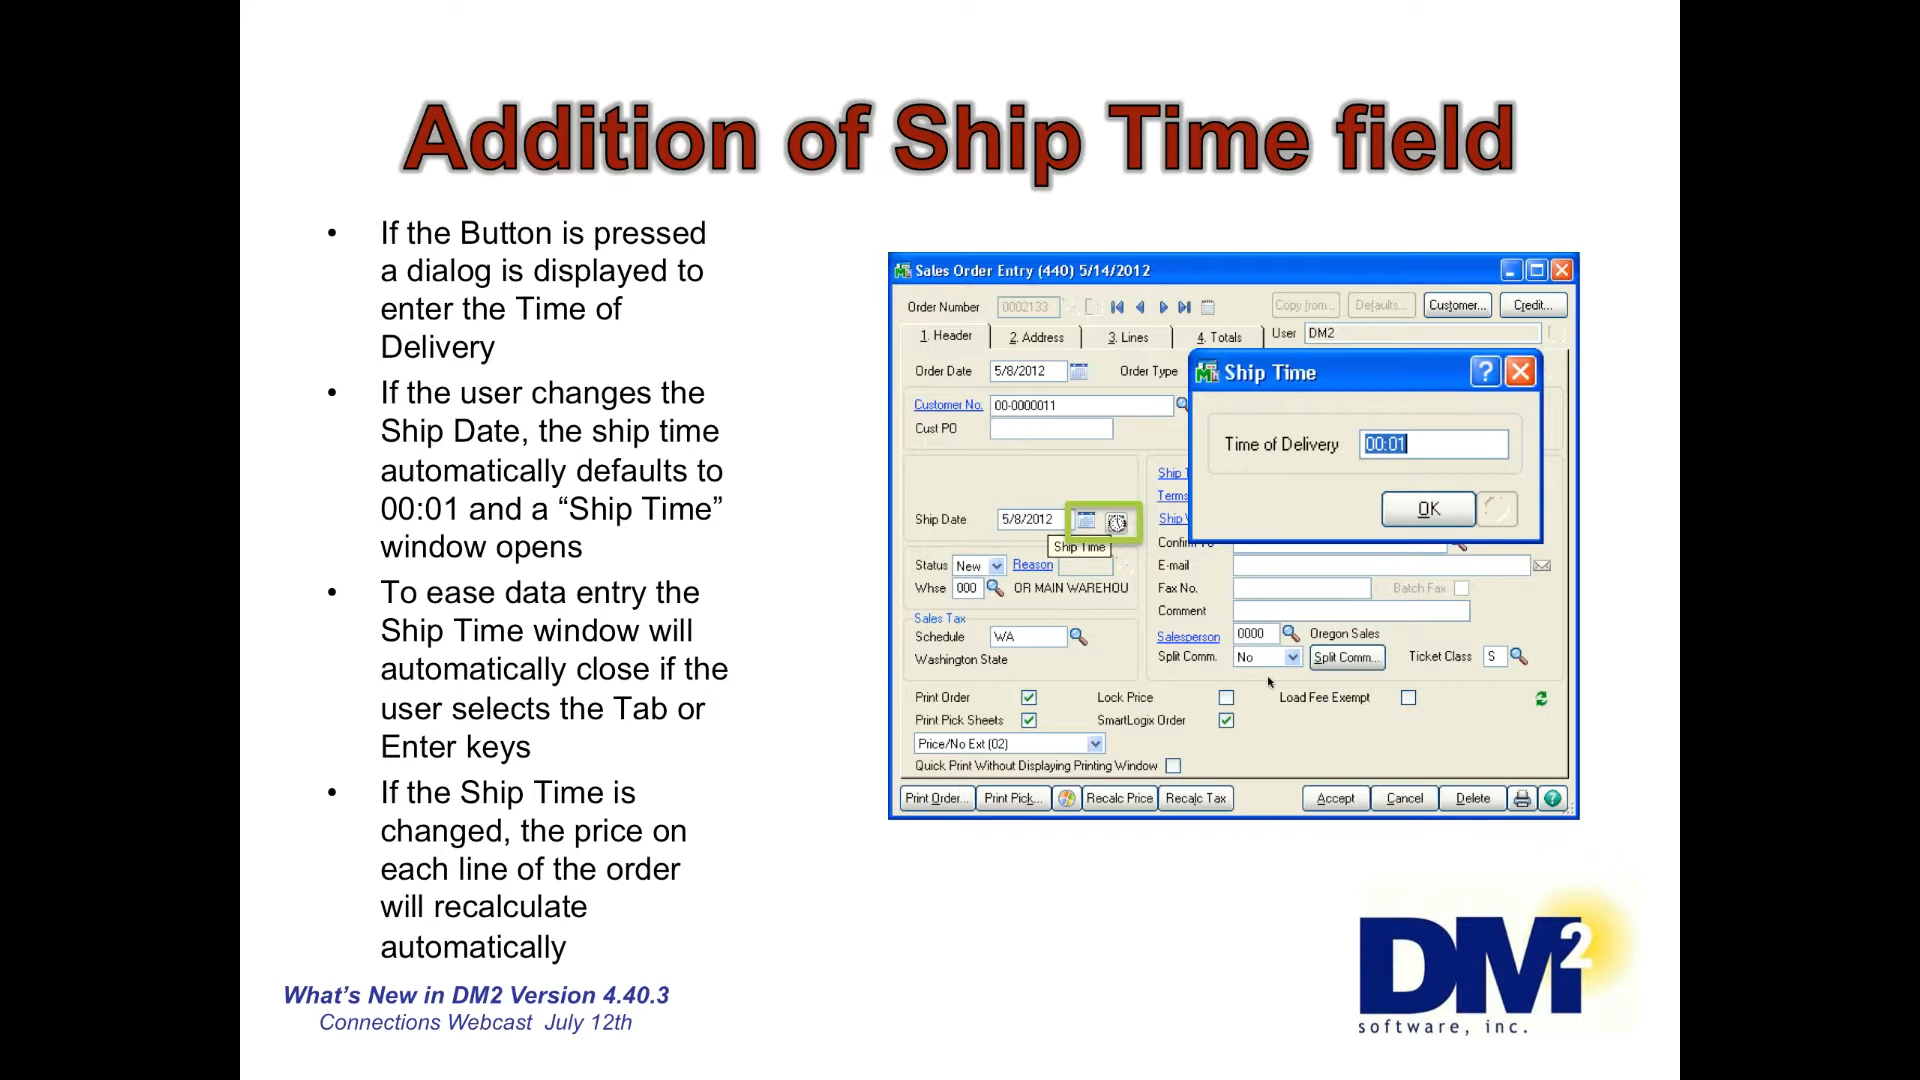 Addition of Ship Time field
• If the Button is pressed
a dialog is displayed to
enter the Time of
Delivery
• If the user changes the
Ship Date, the ship time
automatically defaults to
00:01 and a “Ship Time”
window opens
• To ease data entry the
Ship Time window will
automatically close if the
user selects the Tab or
Enter keys
• If the Ship Time is
changed, the price on
each line of the order
will recalculate
automatically
Sales Order Entry (440) 5/14/2012
Order Number 0002133 Copy from... Defaults... Customer... Credit...
1. Header 2. Address 3. Lines 4. Totals User DM2
Order Date 5/8/2012 Order Type
Customer No. 00-0000011
Cust PO
Ship Time
Time of Delivery 00:01
OK
Ship T
Terms
Ship Date 5/8/2012 Ship V
Ship Time
Status New Reason E-mail
Whse 000 OR MAIN WAREHOU Fax No. Batch Fax
Sales Tax Comment
Schedule WA Salesperson 0000 Oregon Sales
Washington State Split Comm. No Split Comm... Ticket Class S
Print Order Lock Price Load Fee Exempt
Print Pick Sheets SmartLogix Order
Price/No Ext (02)
Quick Print Without Displaying Printing Window
Print Order... Print Pick... Recalc Price Recalc Tax Accept Cancel Delete
What’s New in DM2 Version 4.40.3
Connections Webcast July 12th
DM2
software, inc.